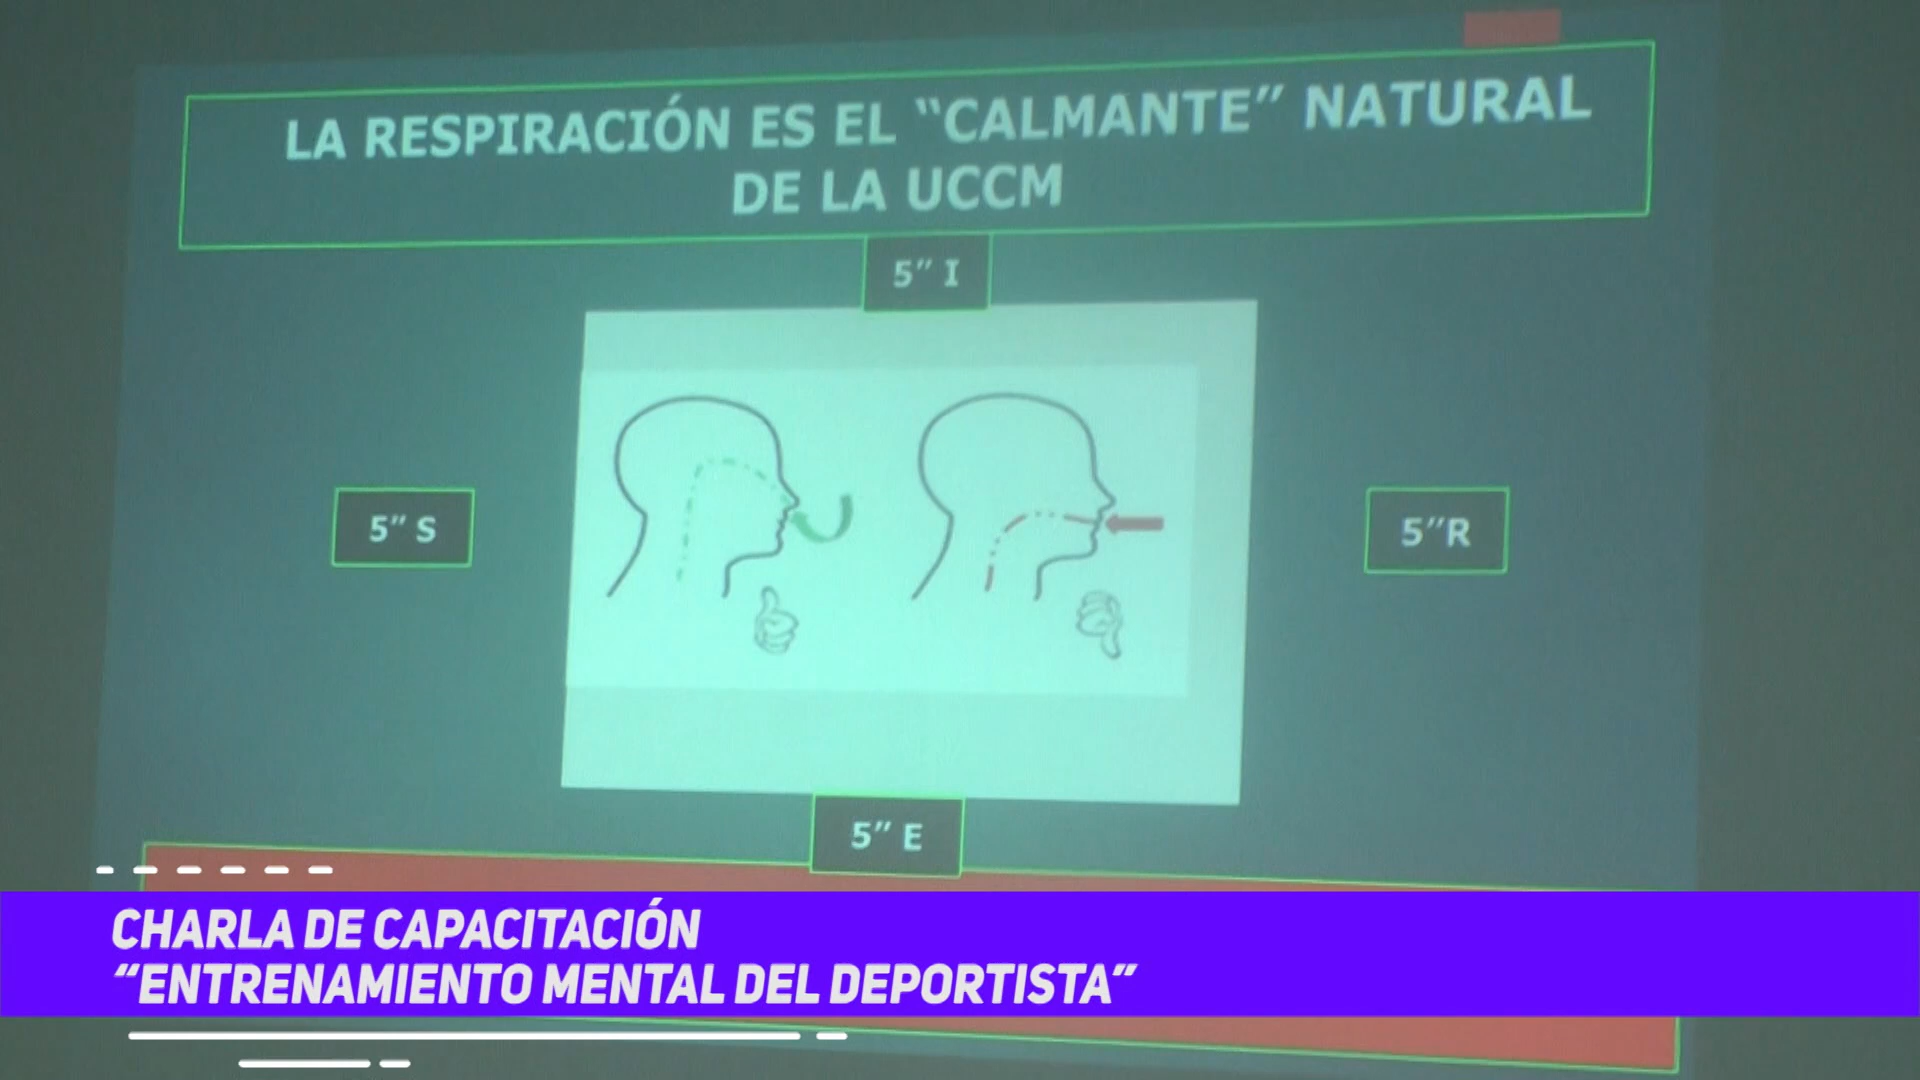 LA RESPIRACIÓN ES EL “CALMANTE” NATURAL
DE LA UCCM
5” I
5” S
5”R
5” E
CHARLA DE CAPACITACIÓN
“ENTRENAMIENTO MENTAL DEL DEPORTISTA”